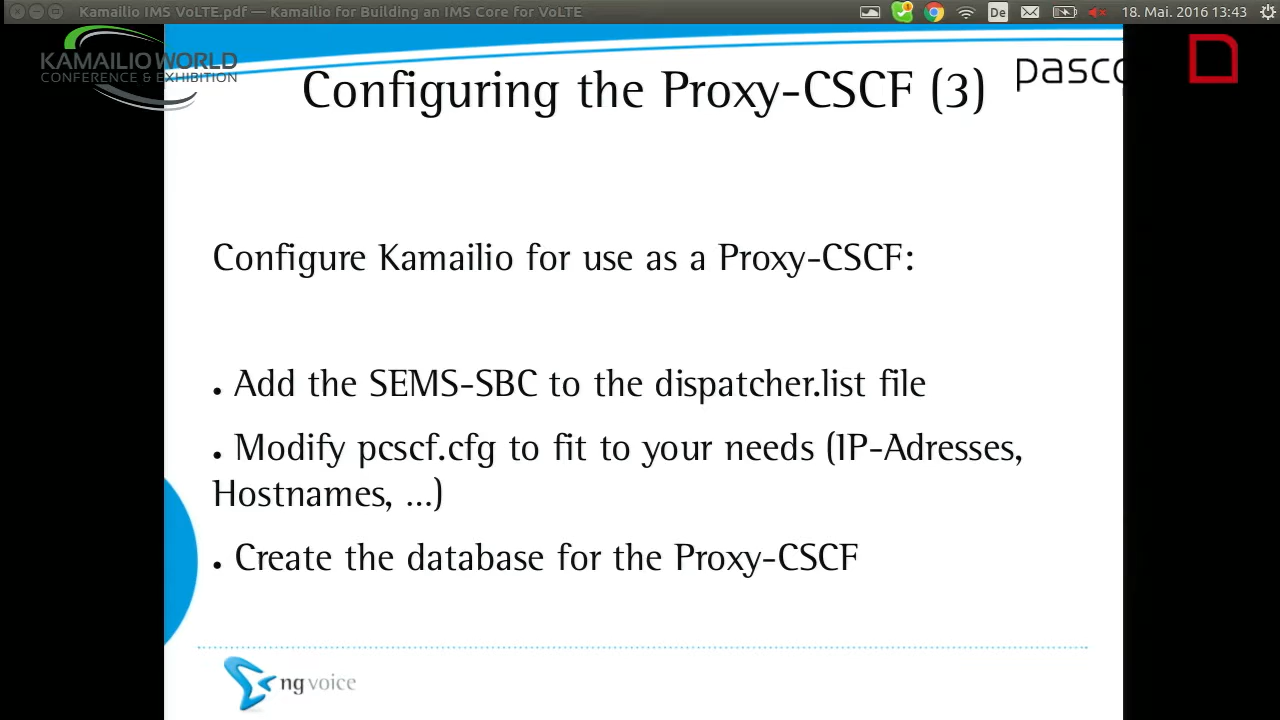 Kamailio IMS VoLTE.pdf — Kamailio for Building an IMS Core for VoLTE
De
18. Mai. 2016 13:43
KAMAILIO WORLD
CONFERENCE & EXHIBITION
pasco
Configuring the Proxy-CSCF (3)
Configure Kamailio for use as a Proxy-CSCF:
• Add the SEMS-SBC to the dispatcher.list file
• Modify pcscf.cfg to fit to your needs (IP-Adresses,
Hostnames, ...)
• Create the database for the Proxy-CSCF
ng voice